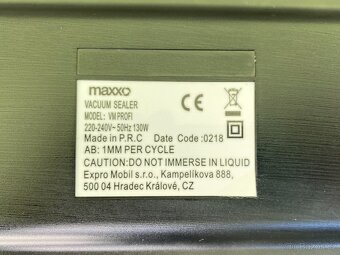 maxxo
VACUUM SEALER
MODEL: VM PROFI
220-240V~ 50Hz 130W
Made in P.R.C Date Code :0218
AB: 1MM PER CYCLE
CAUTION:DO NOT IMMERSE IN LIQUID
Expro Mobil s.r.o., Kampelíkova 888,
500 04 Hradec Králové, CZ
CE